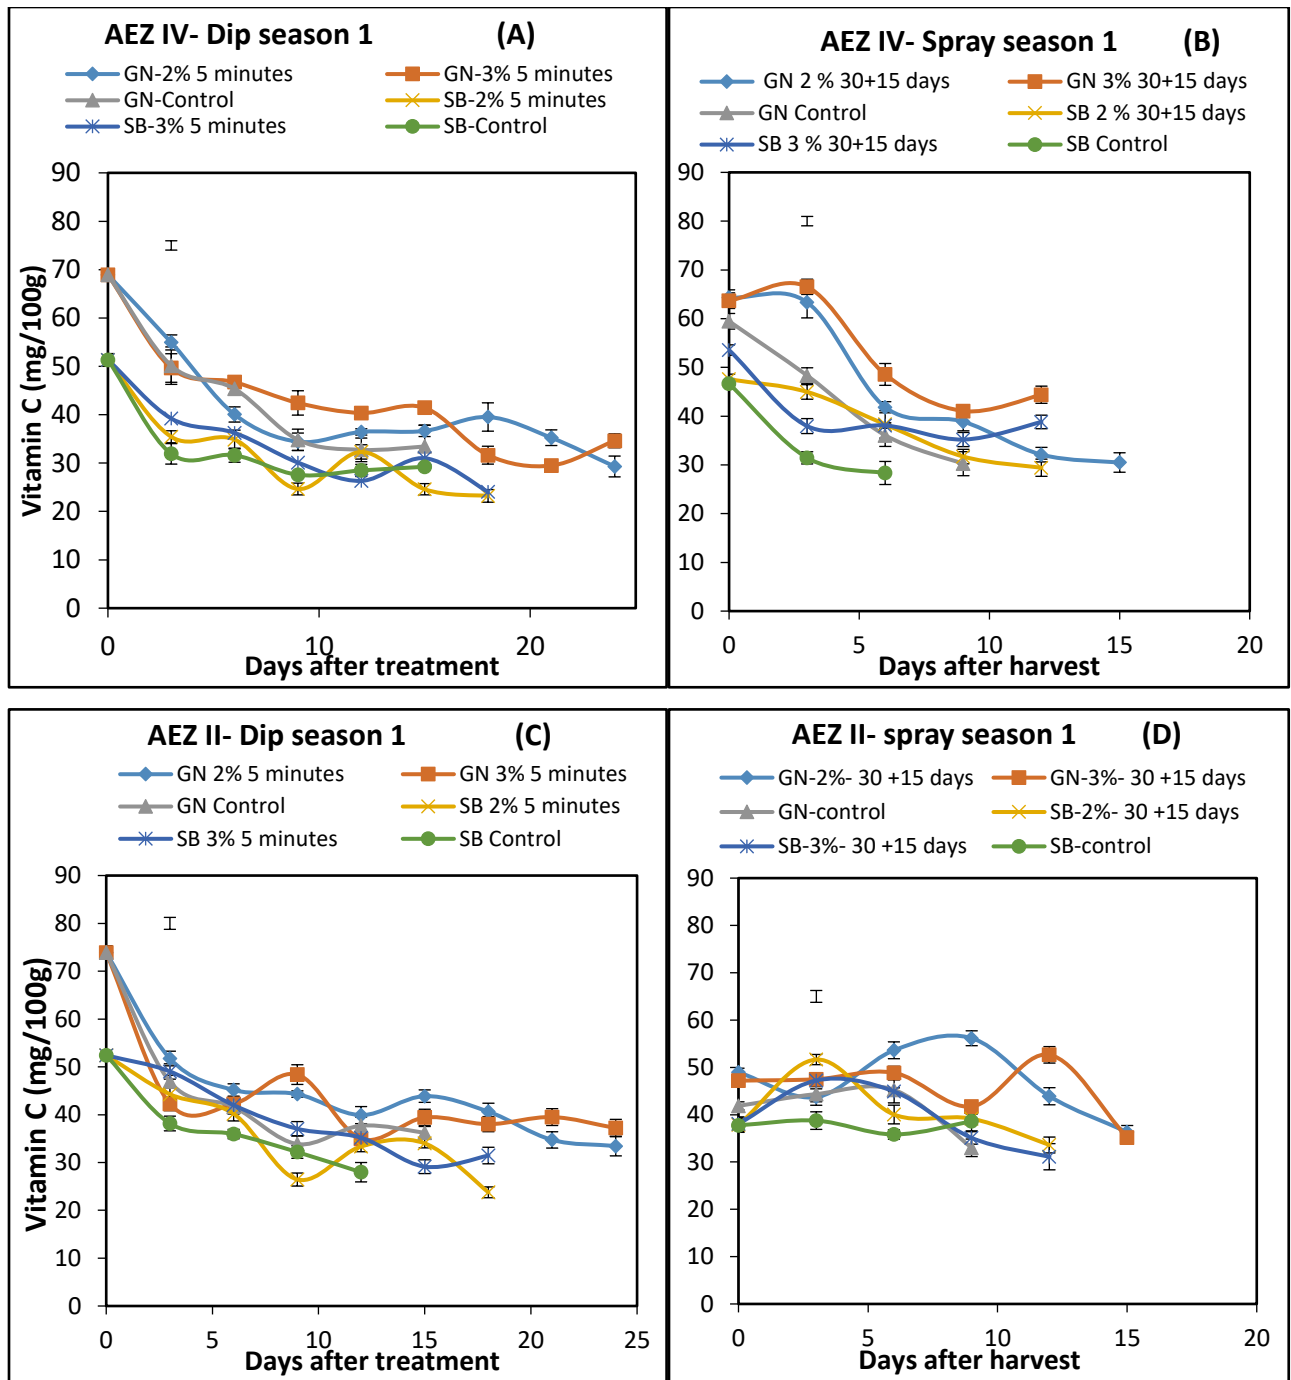 AEZ IV- Dip season 1 (A)
GN-2% 5 minutes GN-3% 5 minutes
GN-Control SB-2% 5 minutes
SB-3% 5 minutes SB-Control
Vitamin C (mg/100g)
90
80
70
60
50
40
30
20
10
0
0 10 20
Days after treatment
AEZ IV- Spray season 1 (B)
GN 2 % 30+15 days GN 3% 30+15 days
GN Control SB 2 % 30+15 days
SB 3 % 30+15 days SB Control
90
80
70
60
50
40
30
20
10
0
0 5 10 15 20
Days after harvest
AEZ II- Dip season 1 (C)
GN 2% 5 minutes GN 3% 5 minutes
GN Control SB 2% 5 minutes
SB 3% 5 minutes SB Control
Vitamin C (mg/100g)
90
80
70
60
50
40
30
20
10
0
0 5 10 15 20 25
Days after treatment
AEZ II- spray season 1 (D)
GN-2%- 30 +15 days GN-3%- 30 +15 days
GN-control SB-2%- 30 +15 days
SB-3%- 30 +15 days SB-control
90
80
70
60
50
40
30
20
10
0
0 5 10 15 20
Days after harvest